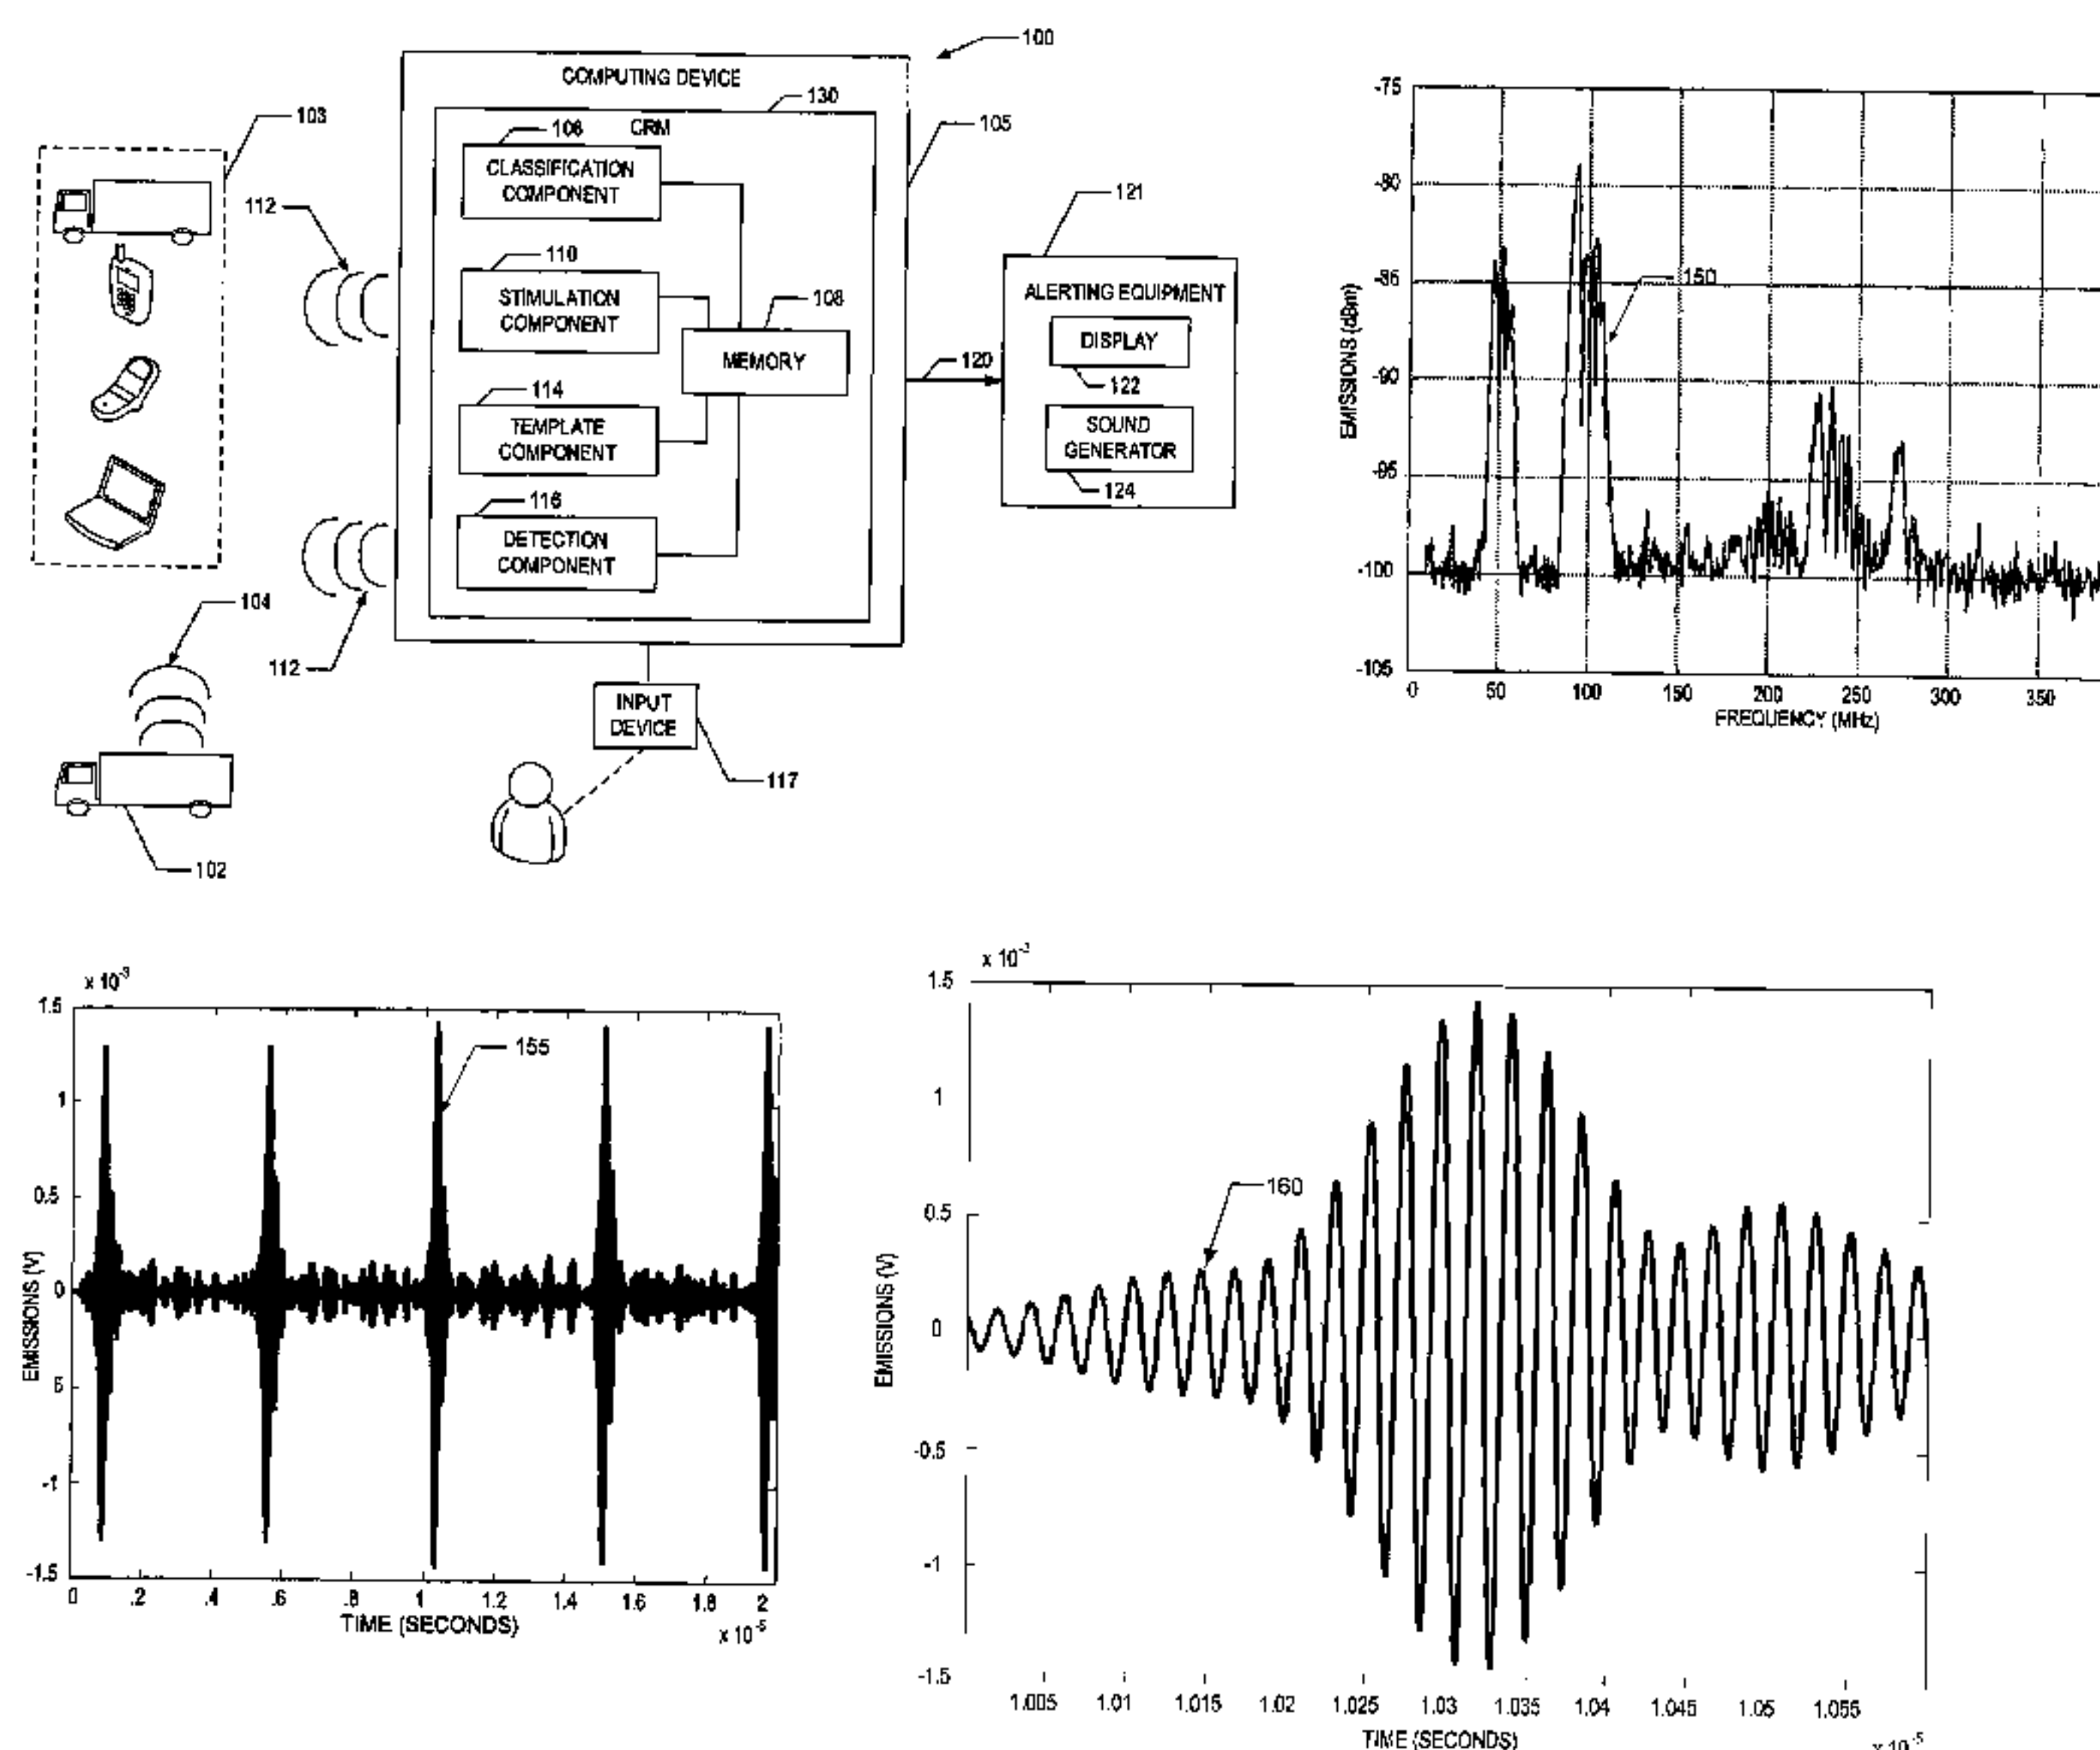 100
COMPUTING DEVICE
130
CRM
103
106
105
CLASSIFICATION
COMPONENT
112
121
110
STIMULATION
COMPONENT
108
ALERTING EQUIPMENT
DISPLAY
MEMORY
120
122
114
TEMPLATE
COMPONENT
SOUND
GENERATOR
124
116
DETECTION
COMPONENT
104
112
INPUT
DEVICE
117
102
-75
-80
-85
150
-90
-95
-100
-105
EMISSIONS (dBm)
0 50 100 150 200 250 300 350
FREQUENCY (MHz)
x 10⁻³
1.5
155
1
0.5
0
5
-1
-1.5
EMISSIONS (V)
0 .2 .4 .6 .8 1 1.2 1.4 1.6 1.8 2
TIME (SECONDS)
x 10⁻⁵
1.5
1
160
0.5
0
-0.5
-1
-1.5
EMISSIONS (V)
1.005 1.01 1.015 1.02 1.025 1.03 1.035 1.04 1.045 1.05 1.055
TIME (SECONDS)
x 10⁻⁵